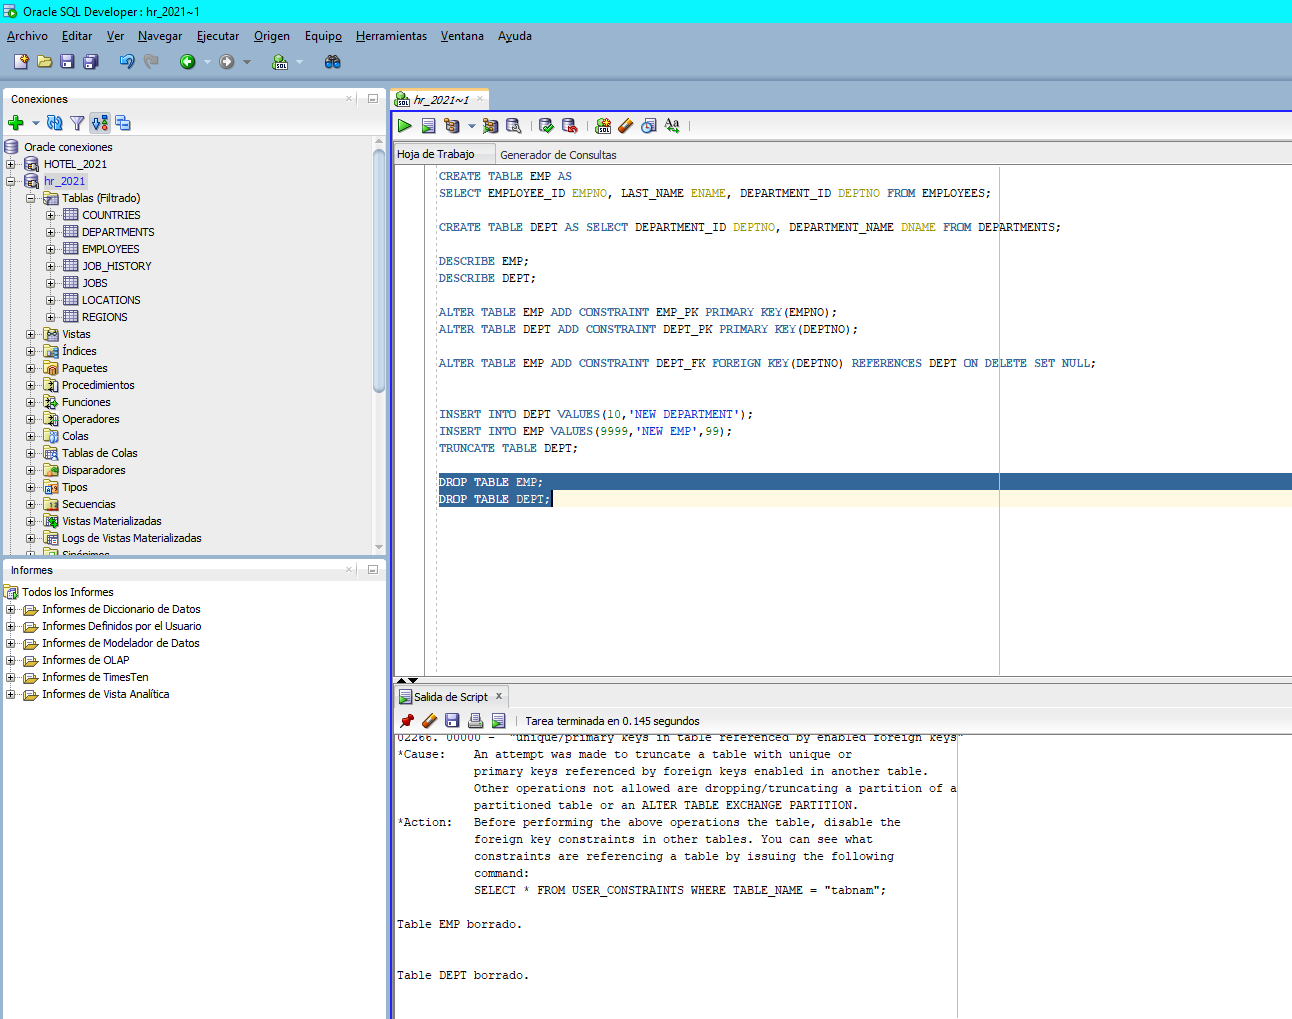 Oracle SQL Developer : hr_2021~1
Archivo Editar Ver Navegar Ejecutar Origen Equipo Herramientas Ventana Ayuda
Conexiones
Oracle conexiones
HOTEL_2021
hr_2021
Tablas (Filtrado)
COUNTRIES
DEPARTMENTS
EMPLOYEES
JOB_HISTORY
JOBS
LOCATIONS
REGIONS
Vistas
Índices
Paquetes
Procedimientos
Funciones
Operadores
Colas
Tablas de Colas
Disparadores
Tipos
Secuencias
Vistas Materializadas
Logs de Vistas Materializadas
Sinónimos
Informes
Todos los Informes
Informes de Diccionario de Datos
Informes Definidos por el Usuario
Informes de Modelador de Datos
Informes de OLAP
Informes de TimesTen
Informes de Vista Analítica
hr_2021~1
Hoja de Trabajo Generador de Consultas
CREATE TABLE EMP AS
SELECT EMPLOYEE_ID EMPNO, LAST_NAME ENAME, DEPARTMENT_ID DEPTNO FROM EMPLOYEES;
CREATE TABLE DEPT AS SELECT DEPARTMENT_ID DEPTNO, DEPARTMENT_NAME DNAME FROM DEPARTMENTS;
DESCRIBE EMP;
DESCRIBE DEPT;
ALTER TABLE EMP ADD CONSTRAINT EMP_PK PRIMARY KEY(EMPNO);
ALTER TABLE DEPT ADD CONSTRAINT DEPT_PK PRIMARY KEY(DEPTNO);
ALTER TABLE EMP ADD CONSTRAINT DEPT_FK FOREIGN KEY(DEPTNO) REFERENCES DEPT ON DELETE SET NULL;
INSERT INTO DEPT VALUES(10,'NEW DEPARTMENT');
INSERT INTO EMP VALUES(9999,'NEW EMP',99);
TRUNCATE TABLE DEPT;
DROP TABLE EMP;
DROP TABLE DEPT;
Salida de Script
Tarea terminada en 0.145 segundos
02266. 00000 - "unique/primary keys in table referenced by enabled foreign keys"
*Cause: An attempt was made to truncate a table with unique or
primary keys referenced by foreign keys enabled in another table.
Other operations not allowed are dropping/truncating a partition of a
partitioned table or an ALTER TABLE EXCHANGE PARTITION.
*Action: Before performing the above operations the table, disable the
foreign key constraints in other tables. You can see what
constraints are referencing a table by issuing the following
command:
SELECT * FROM USER_CONSTRAINTS WHERE TABLE_NAME = "tabnam";
Table EMP borrado.
Table DEPT borrado.